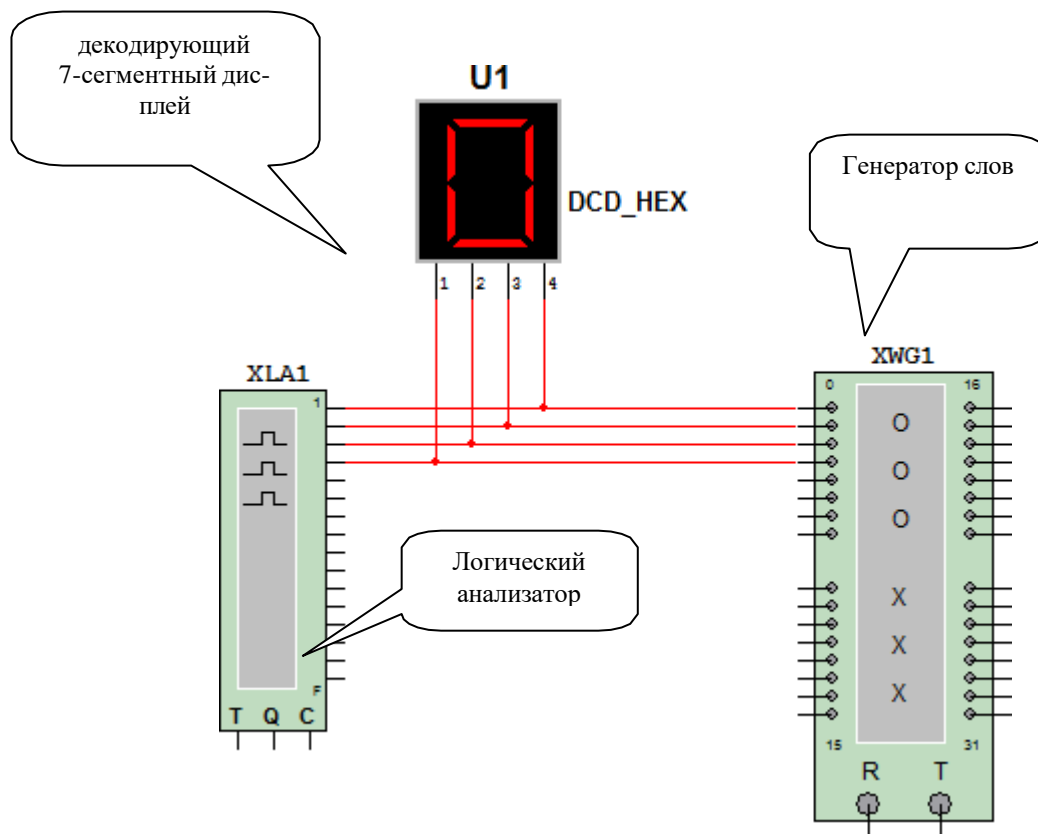 декодирующий
7-сегментный дис-
плей
U1
DCD_HEX
1 2 3 4
Генератор слов
XLA1
1
F
T Q C
Логический
анализатор
XWG1
0 16
O
O
O
X
X
X
15 31
R T